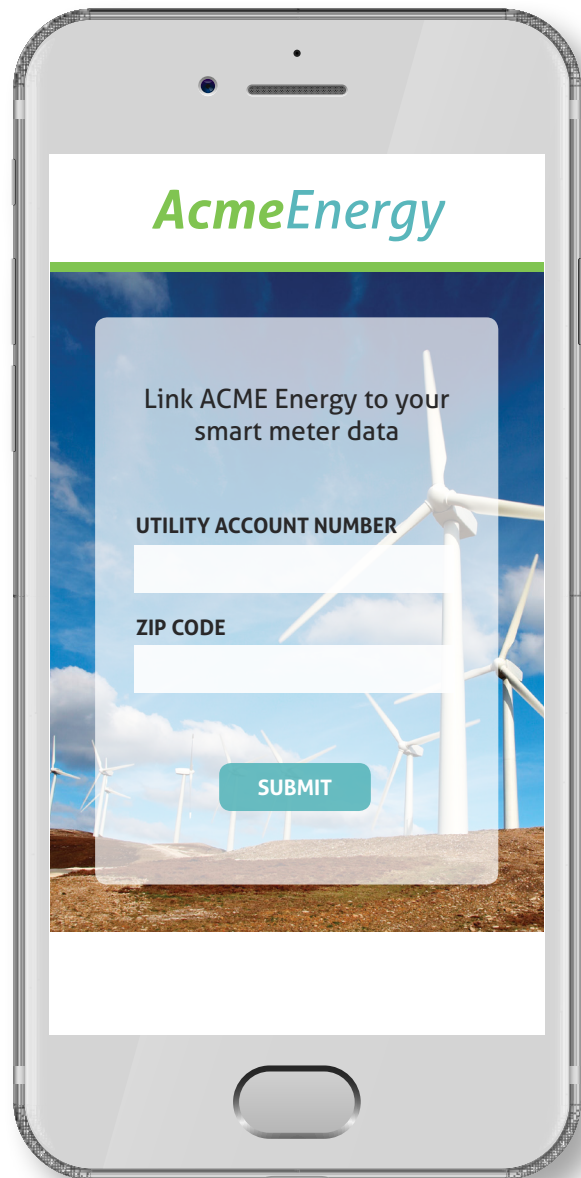 AcmeEnergy
Link ACME Energy to your
smart meter data
UTILITY ACCOUNT NUMBER
ZIP CODE
SUBMIT